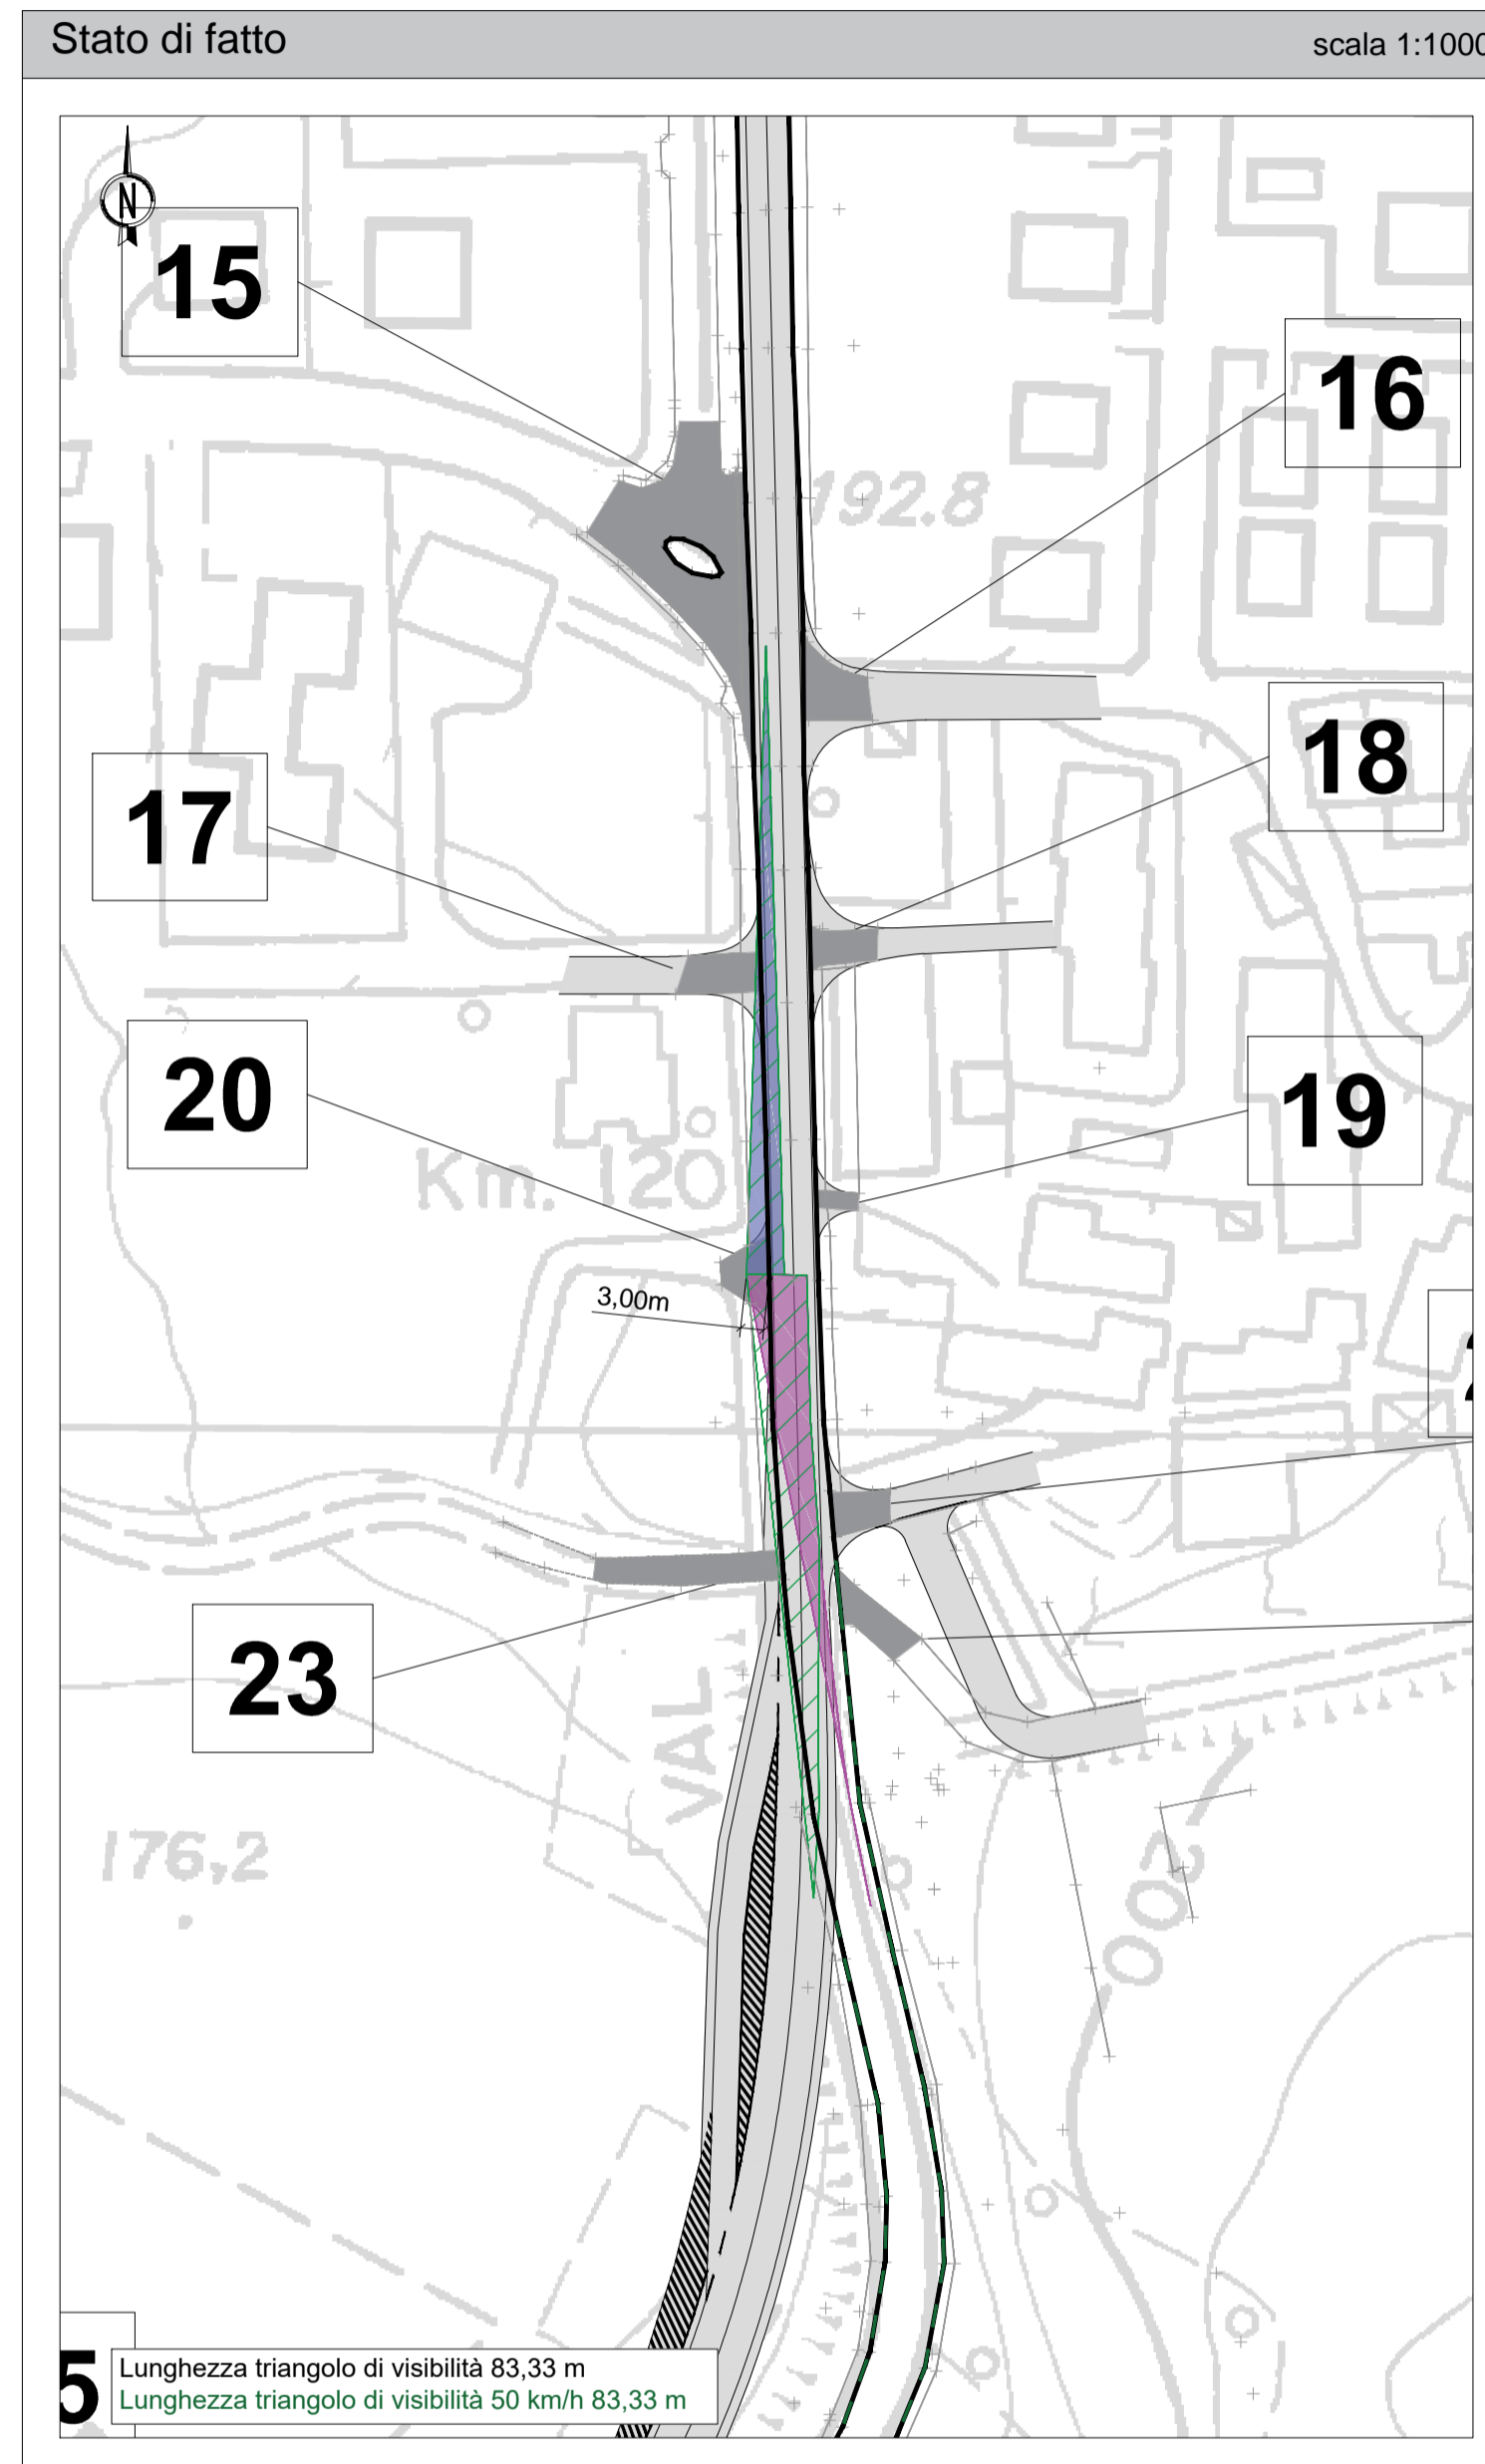 Stato di fatto
scala 1:1000
N
15
16
192.8
18
17
20
19
Km. 120
3,00m
23
VAL
176,2
200
5
Lunghezza triangolo di visibilità 83,33 m
Lunghezza triangolo di visibilità 50 km/h 83,33 m